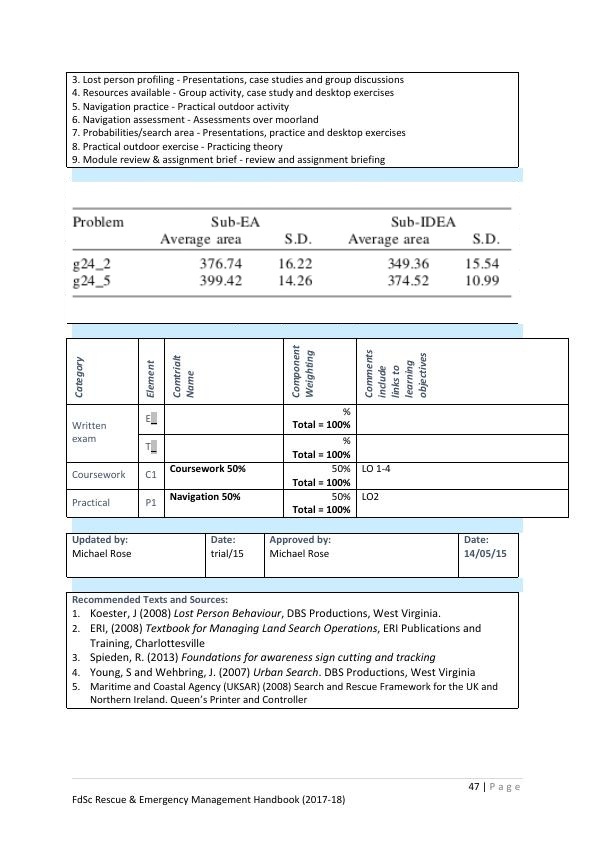 3. Lost person profiling - Presentations, case studies and group discussions
4. Resources available - Group activity, case study and desktop exercises
5. Navigation practice - Practical outdoor activity
6. Navigation assessment - Assessments over moorland
7. Probabilities/search area - Presentations, practice and desktop exercises
8. Practical outdoor exercise - Practicing theory
9. Module review & assignment brief - review and assignment briefing
Problem Sub-EA Sub-IDEA
Average area S.D. Average area S.D.
g24_2 376.74 16.22 349.36 15.54
g24_5 399.42 14.26 374.52 10.99
Category
Element
Comtrialt
Name
Component
Weighting
Comments
include
links to
learning
objectives
Written
exam
E_
%
Total = 100%
T_
%
Total = 100%
Coursework C1 Coursework 50% 50% LO 1-4
Total = 100%
Practical P1 Navigation 50% 50% LO2
Total = 100%
Updated by: Date: Approved by: Date:
Michael Rose trial/15 Michael Rose 14/05/15
Recommended Texts and Sources:
1. Koester, J (2008) Lost Person Behaviour, DBS Productions, West Virginia.
2. ERI, (2008) Textbook for Managing Land Search Operations, ERI Publications and
Training, Charlottesville
3. Spieden, R. (2013) Foundations for awareness sign cutting and tracking
4. Young, S and Wehbring, J. (2007) Urban Search. DBS Productions, West Virginia
5. Maritime and Coastal Agency (UKSAR) (2008) Search and Rescue Framework for the UK and
Northern Ireland. Queen's Printer and Controller
47 | Page
FdSc Rescue & Emergency Management Handbook (2017-18)